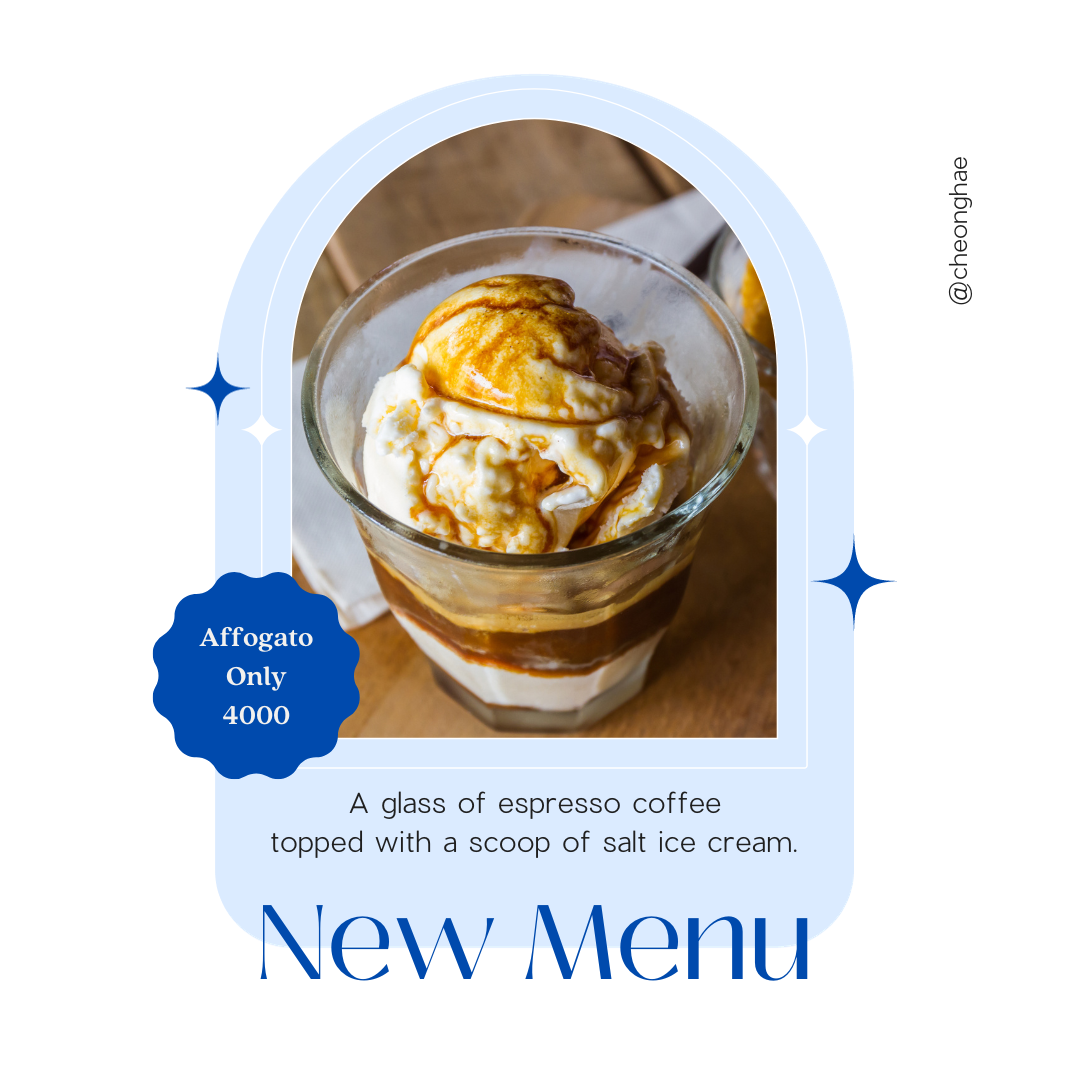 @cheonghae
Affogato
Only
4000
A glass of espresso coffee
topped with a scoop of salt ice cream.
New Menu